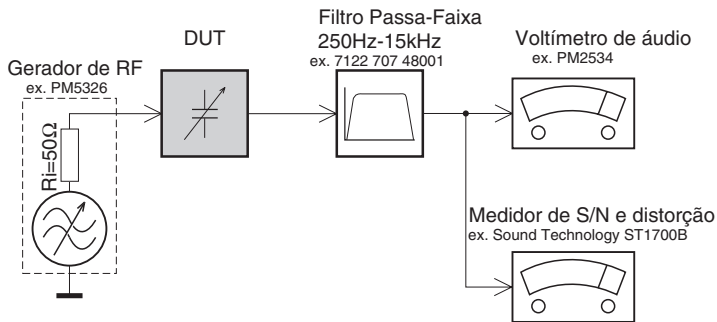 Gerador de RF
ex. PM5326
Ri=50Ω
DUT
Filtro Passa-Faixa
250Hz-15kHz
ex. 7122 707 48001
Voltímetro de áudio
ex. PM2534
Medidor de S/N e distorção
ex. Sound Technology ST1700B